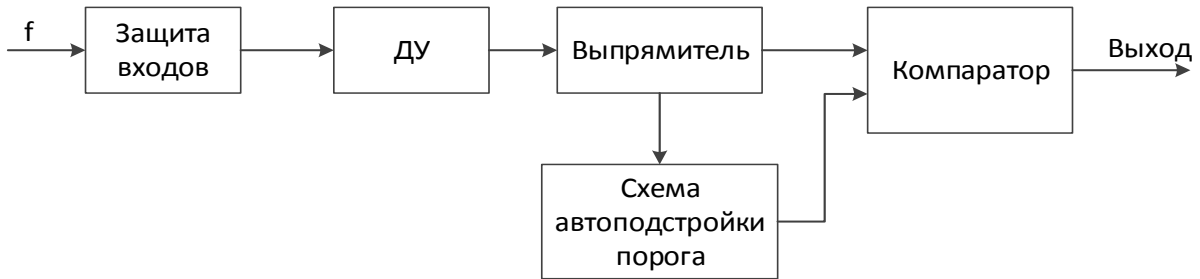 f
Защита
входов
ДУ
Выпрямитель
Компаратор
Выход
Схема
автоподстройки
порога